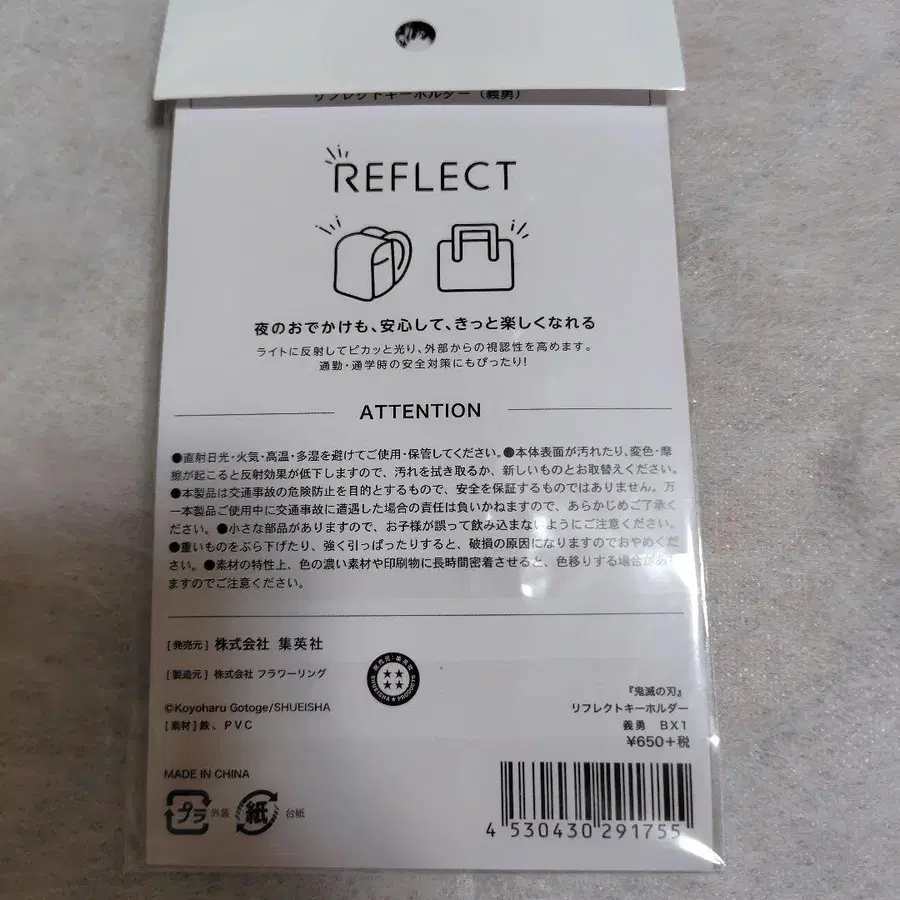 リフレクトキーホルダー（義勇）
REFLECT
夜のおでかけも、安心して、きっと楽しくなれる
ライトに反射してピカッと光り、外部からの視認性を高めます。
通勤・通学時の安全対策にもぴったり！
ATTENTION
●直射日光・火気・高温・多湿を避けてご使用・保管してください。●本体表面が汚れたり、変色・摩
擦が起こると反射効果が低下しますので、汚れを拭き取るか、新しいものとお取替えください。
●本製品は交通事故の危険防止を目的とするもので、安全を保証するものではありません。万
一本製品ご使用中に交通事故に遭遇した場合の責任は負いかねますので、あらかじめご了承く
ださい。●小さな部品がありますので、お子様が誤って飲み込まないようにご注意ください。
●重いものをぶら下げたり、強く引っぱったりすると、破損の原因になりますのでおやめくだ
さい。●素材の特性上、色の濃い素材や印刷物に長時間密着させると、色移りする場合があり
ますのでご注意ください。
[発売元] 株式会社 集英社
[製造元] 株式会社 フラワーリング
発売元：集英社
SHUEISHA PRODUCTS
©Koyoharu Gotoge/SHUEISHA
[素材] 鉄、PVC
『鬼滅の刃』
リフレクトキーホルダー
義勇 BX1
¥650+税
MADE IN CHINA
プラ 外装 紙 台紙
4 530430 291755